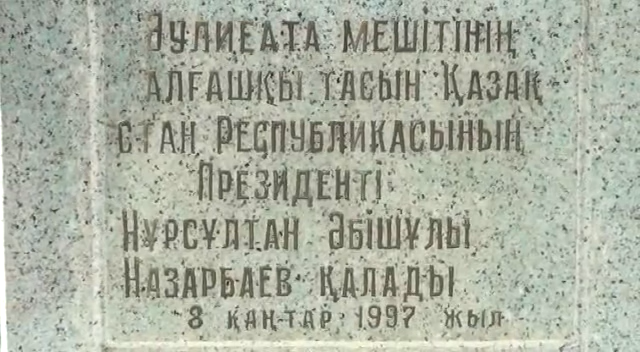 Әулиеата мешітінің
алғашқы тасын Қазақ-
стан Республикасының
Президенті
Нұрсұлтан Әбішұлы
Назарбаев қалады
8 қаңтар 1997 жыл